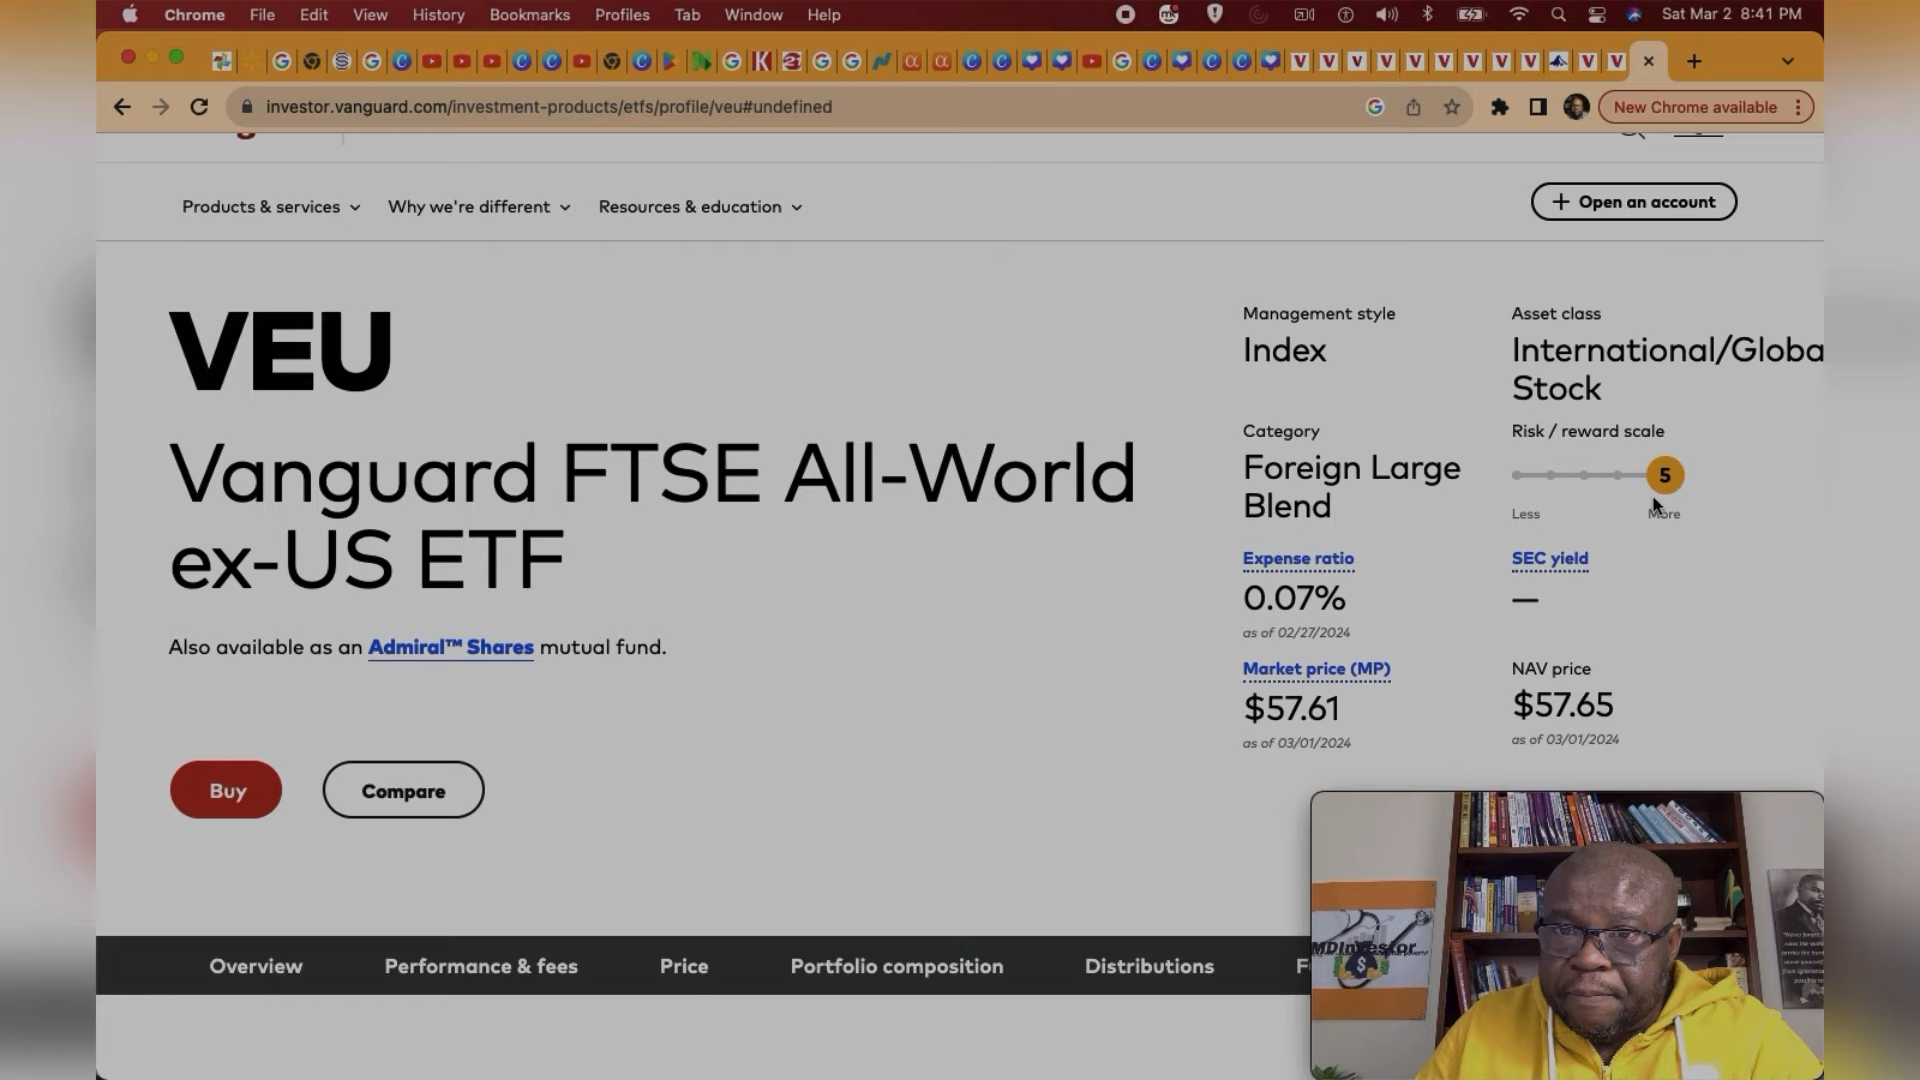 Chrome File Edit View History Bookmarks Profiles Tab Window Help Sat Mar 2 8:41 PM
investor.vanguard.com/investment-products/etfs/profile/veu#undefined New Chrome available
Products & services Why we're different Resources & education + Open an account
VEU
Vanguard FTSE All-World
ex-US ETF
Also available as an Admiral™ Shares mutual fund.
Buy Compare
Management style
Index
Asset class
International/Globa
Stock
Category
Foreign Large
Blend
Risk / reward scale
5
Less More
Expense ratio
0.07%
as of 02/27/2024
SEC yield
—
Market price (MP)
$57.61
as of 03/01/2024
NAV price
$57.65
as of 03/01/2024
Overview Performance & fees Price Portfolio composition Distributions F
MDInvestor